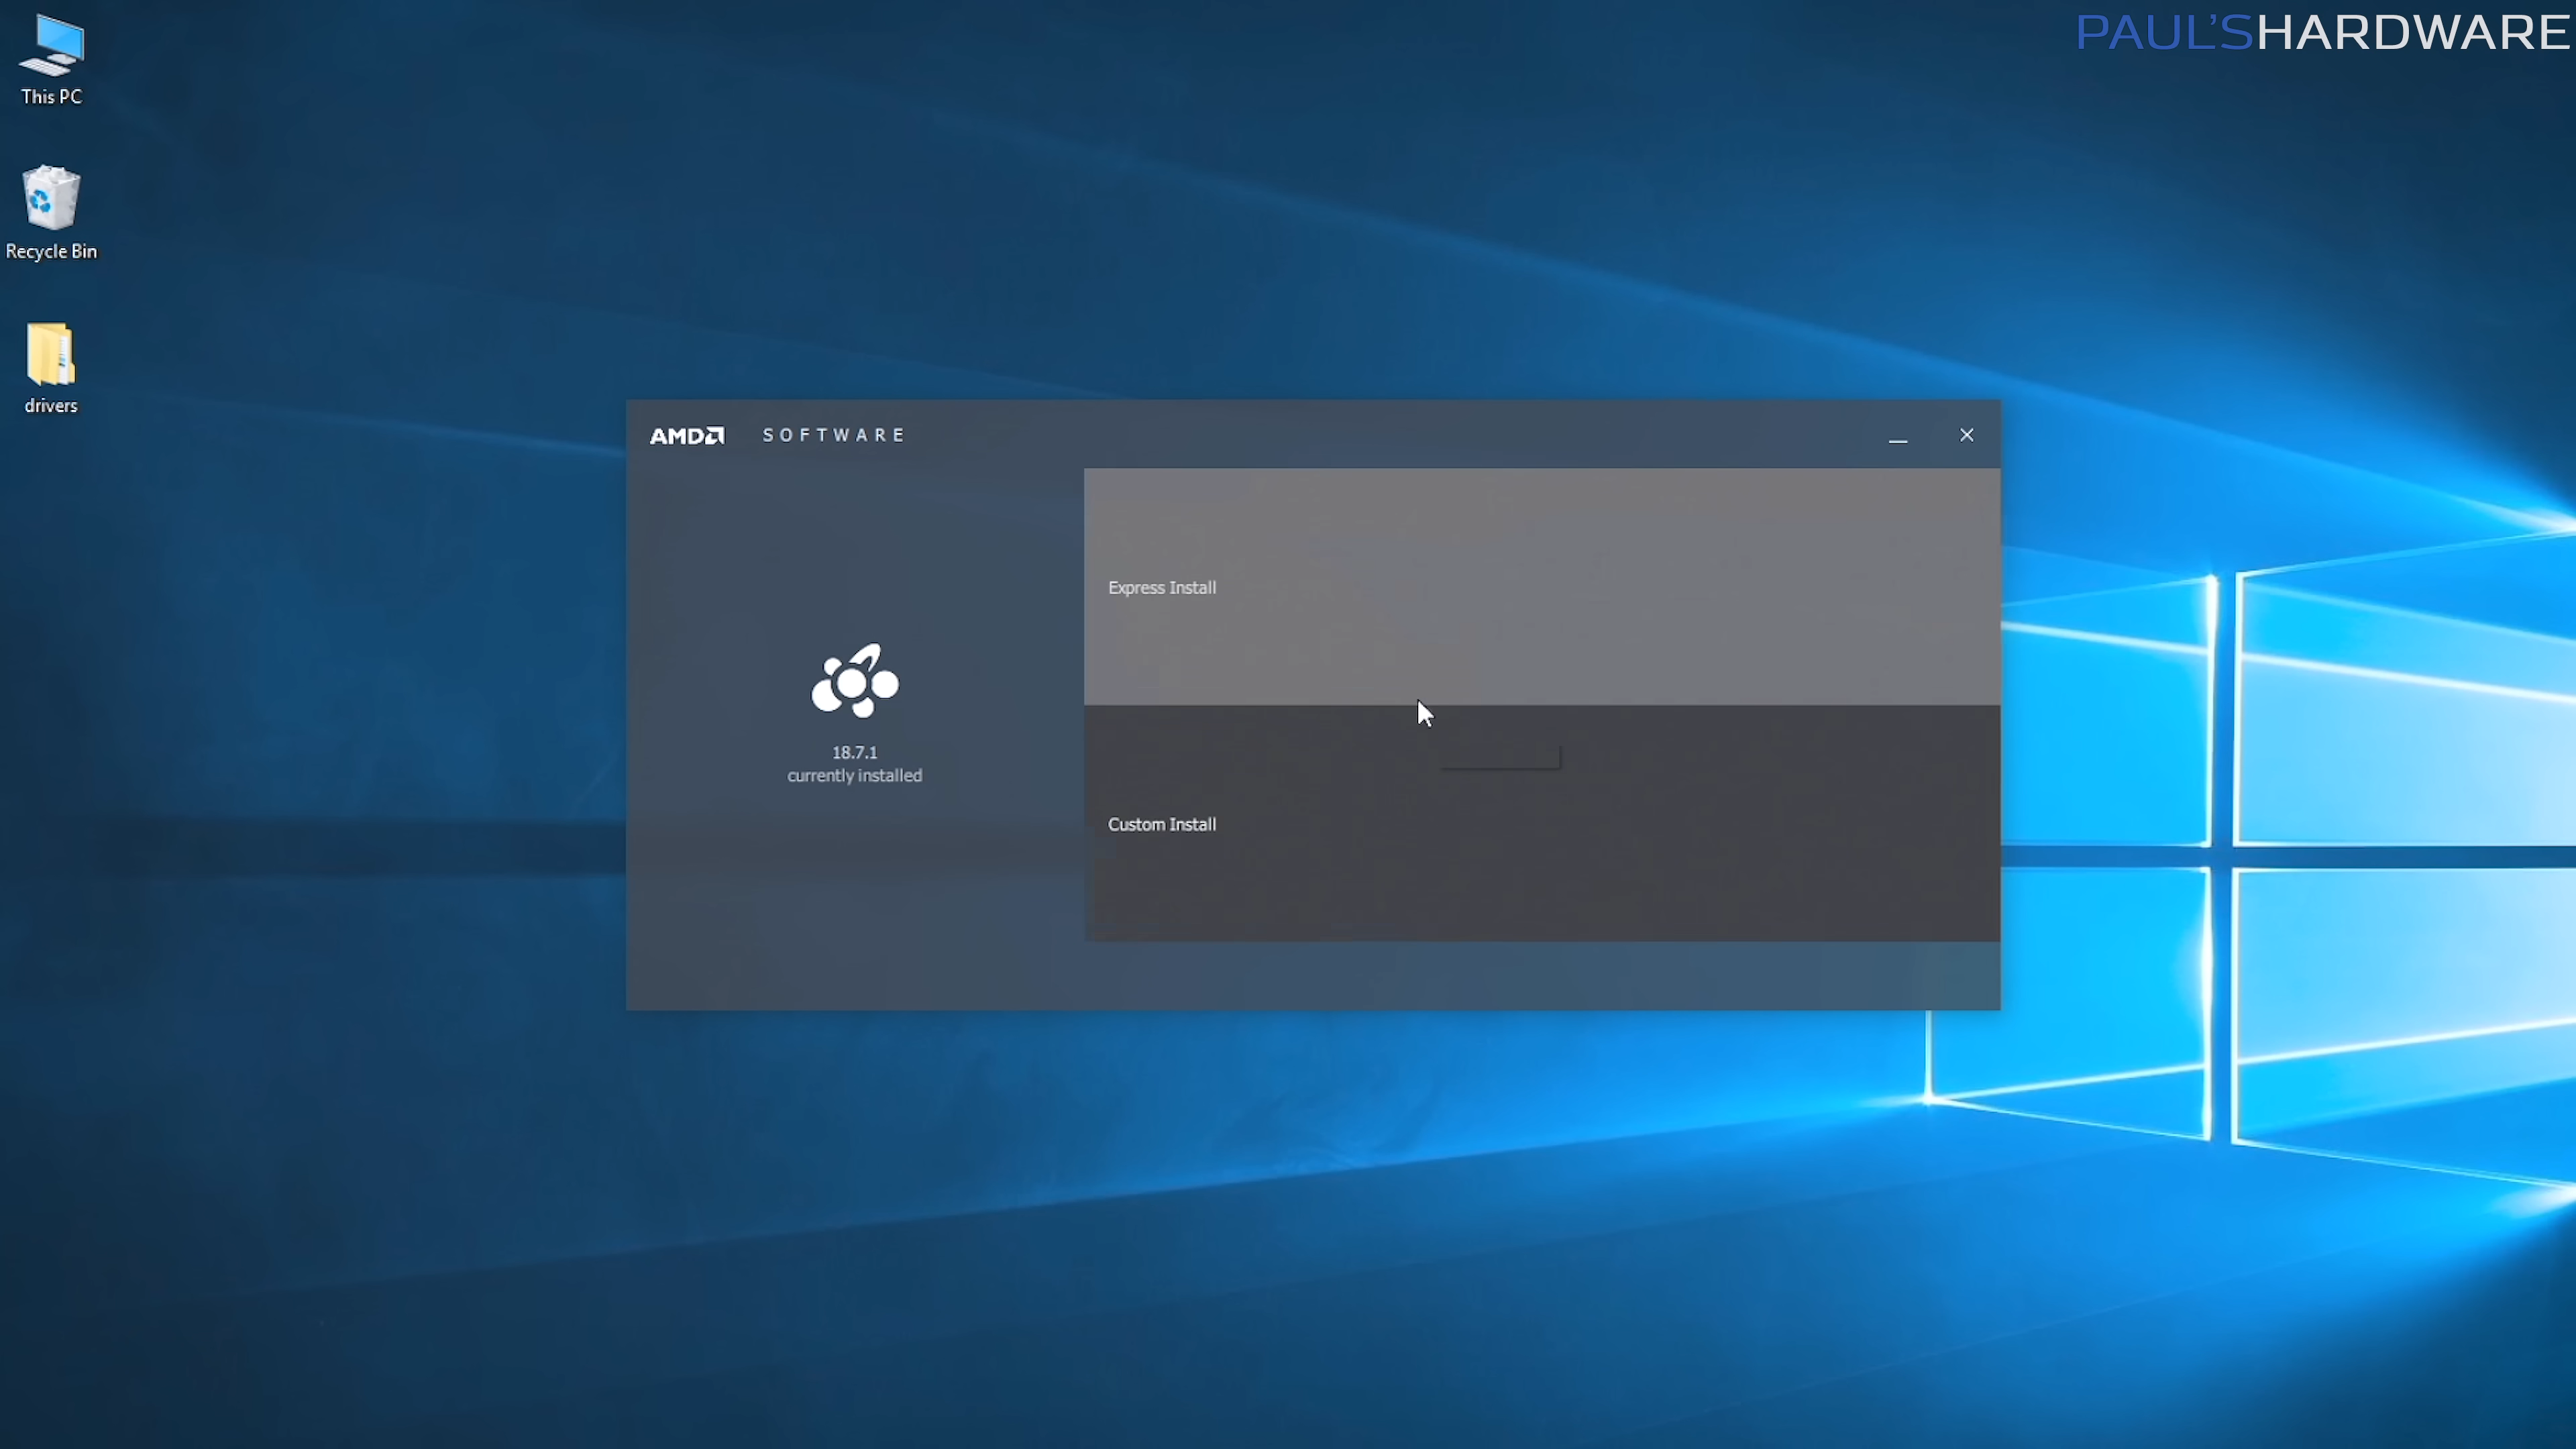 PAUL'SHARDWARE
This PC
Recycle Bin
drivers
AMD SOFTWARE
Express Install
18.7.1
currently installed
Custom Install